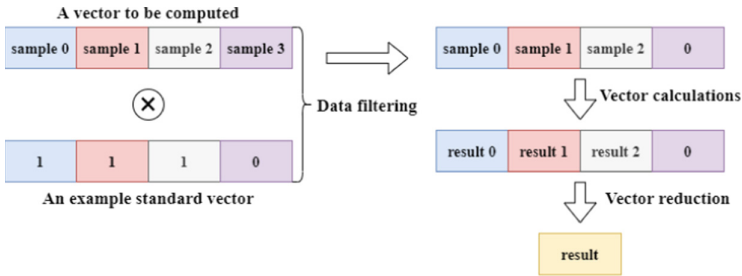 A vector to be computed
sample 0 sample 1 sample 2 sample 3
Data filtering
1 1 1 0
An example standard vector
sample 0 sample 1 sample 2 0
Vector calculations
result 0 result 1 result 2 0
Vector reduction
result